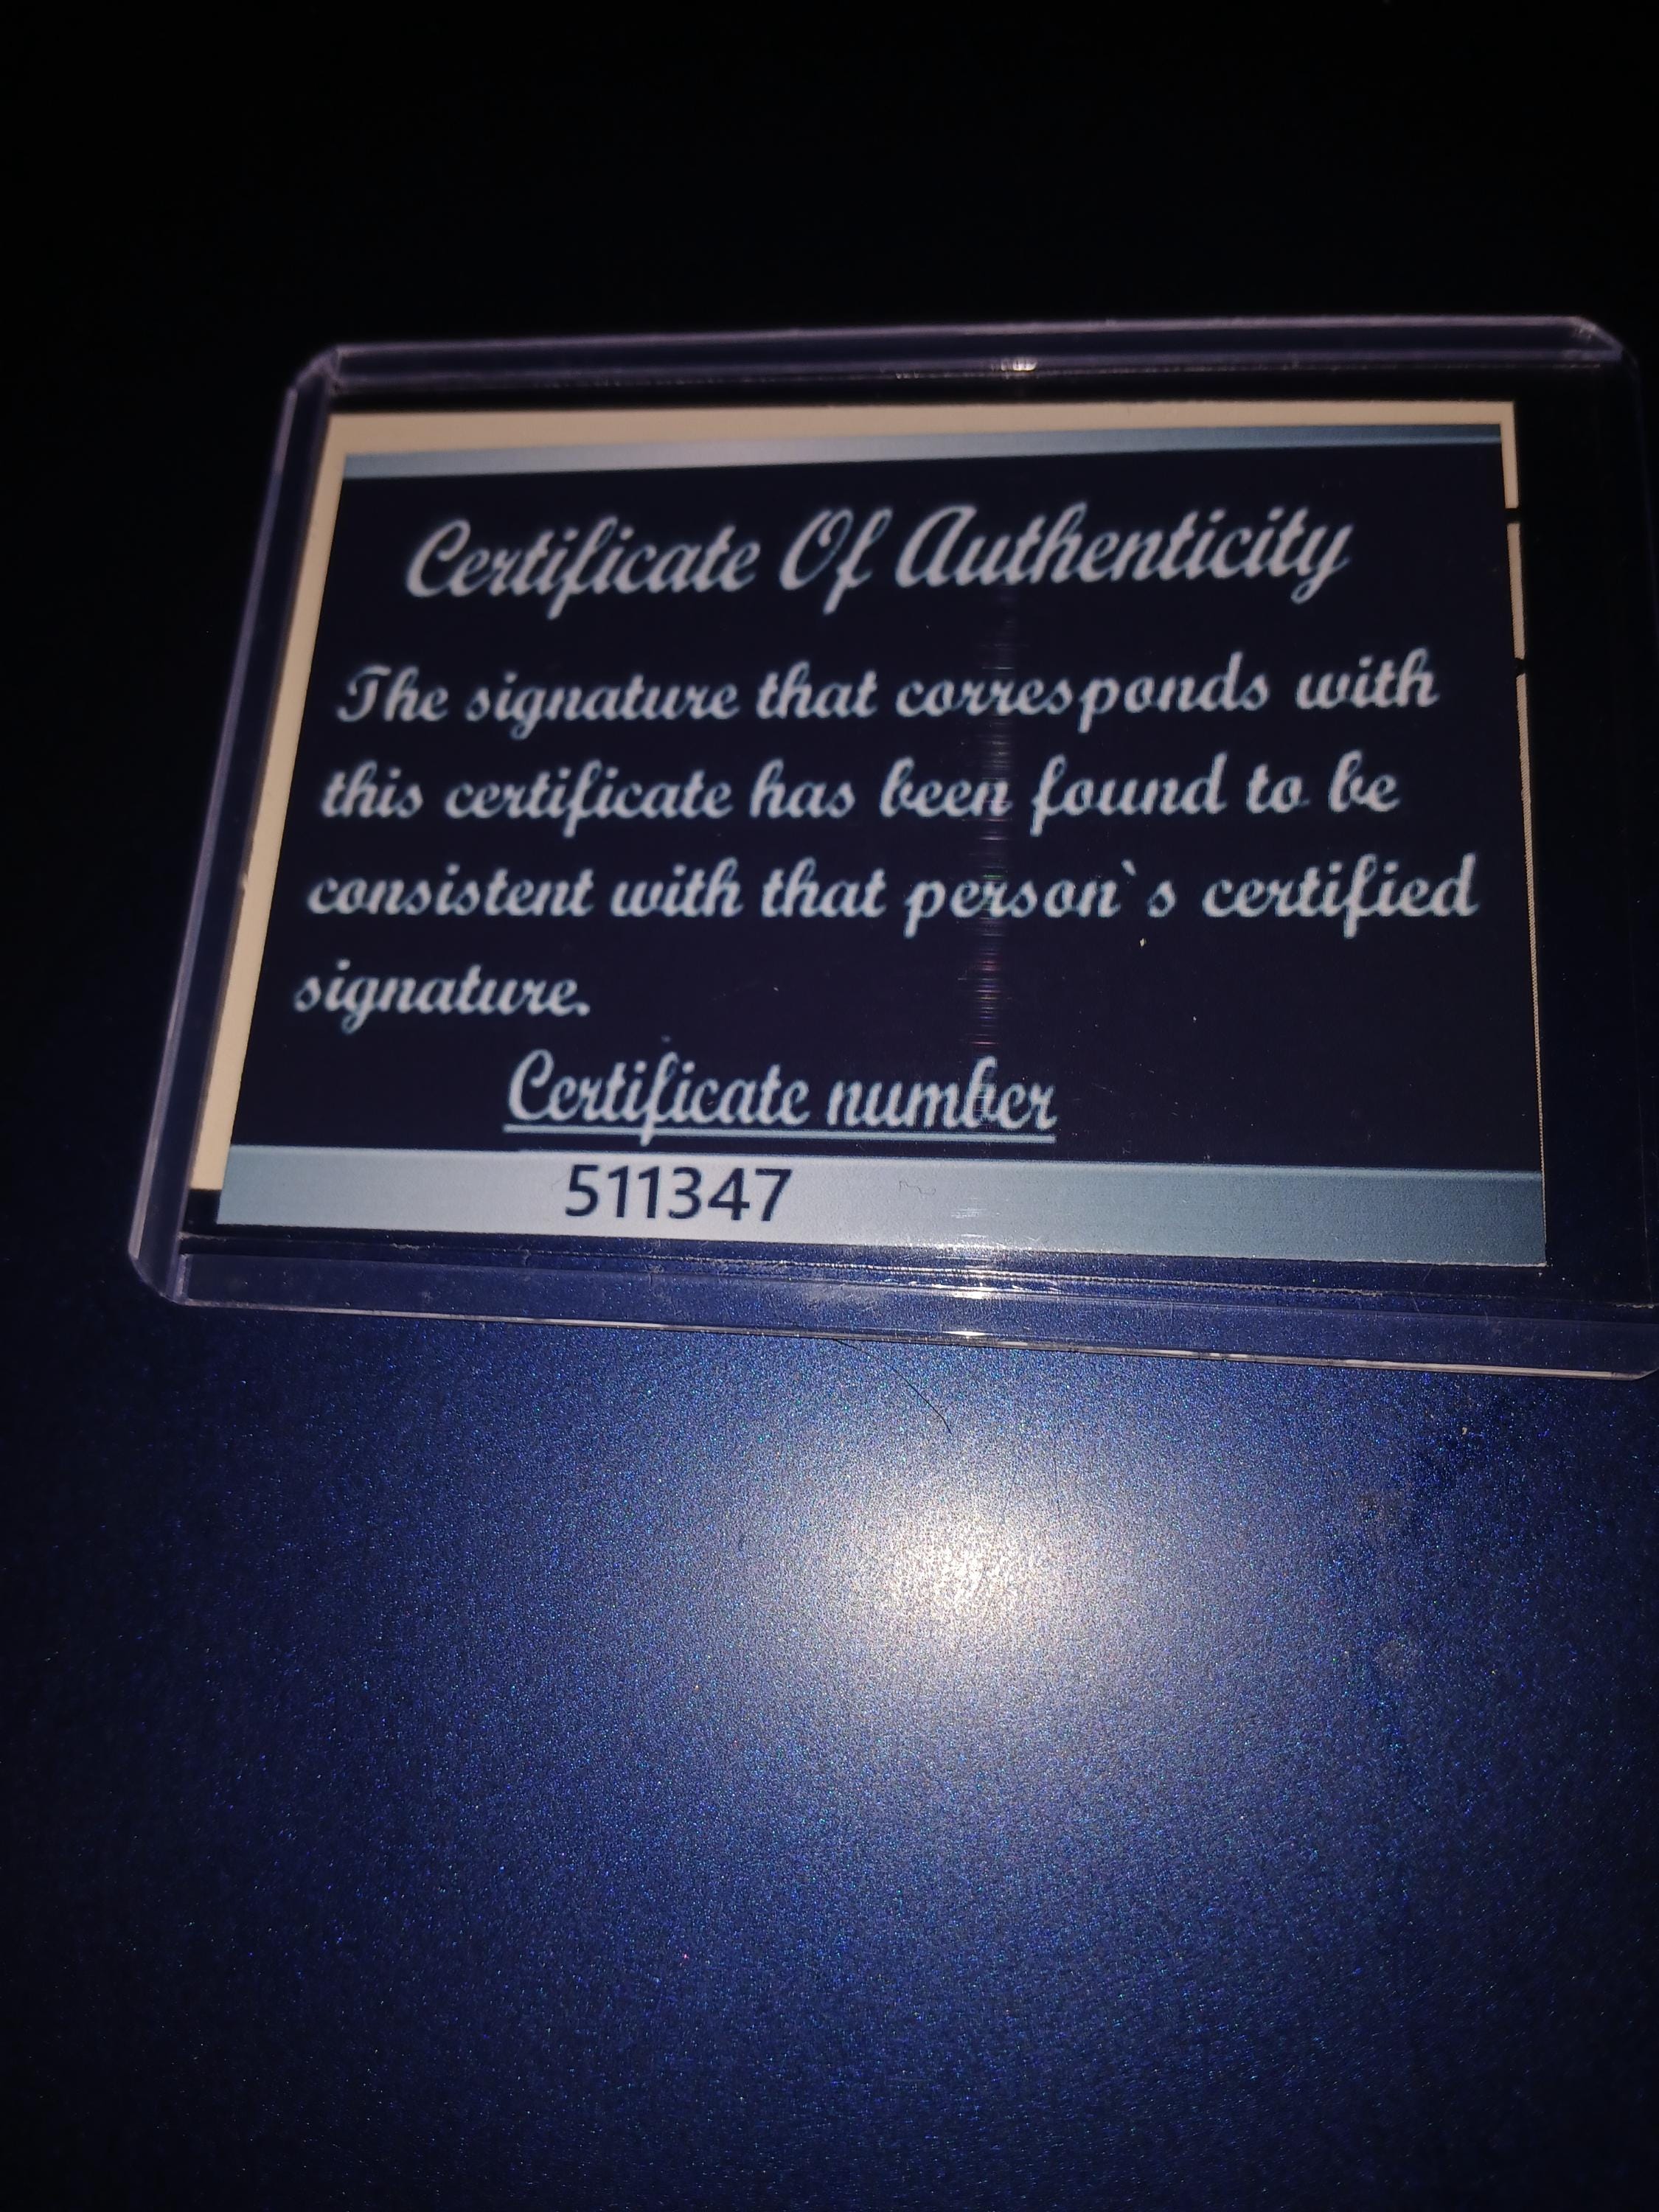 Certificate Of Authenticity
The signature that corresponds with
this certificate has been found to be
consistent with that person`s certified
signature.
Certificate number
511347